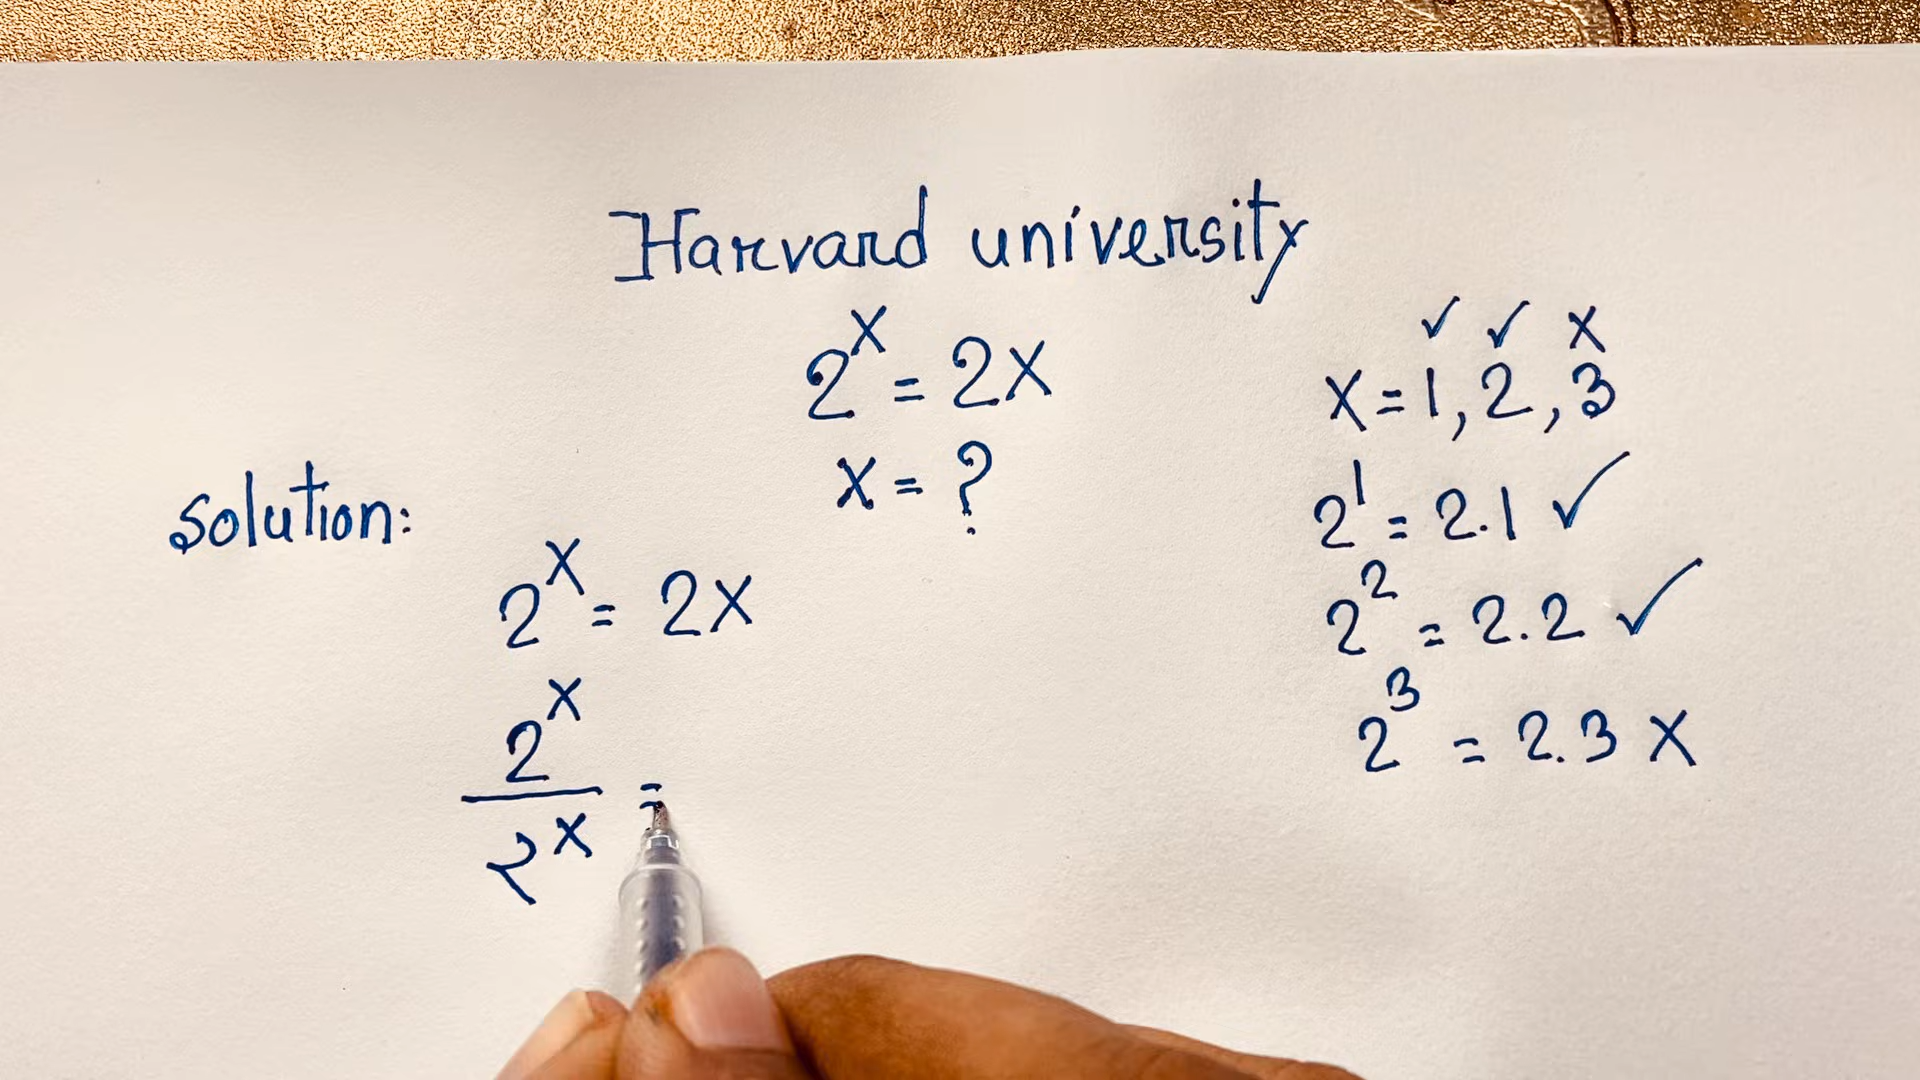 Harvard university
2^x = 2x
x = ?
Solution:
2^x = 2x
2^x
2^x =
✓ ✓ x
x = 1, 2, 3
2^1 = 2.1 ✓
2^2 = 2.2 ✓
2^3 = 2.3 x